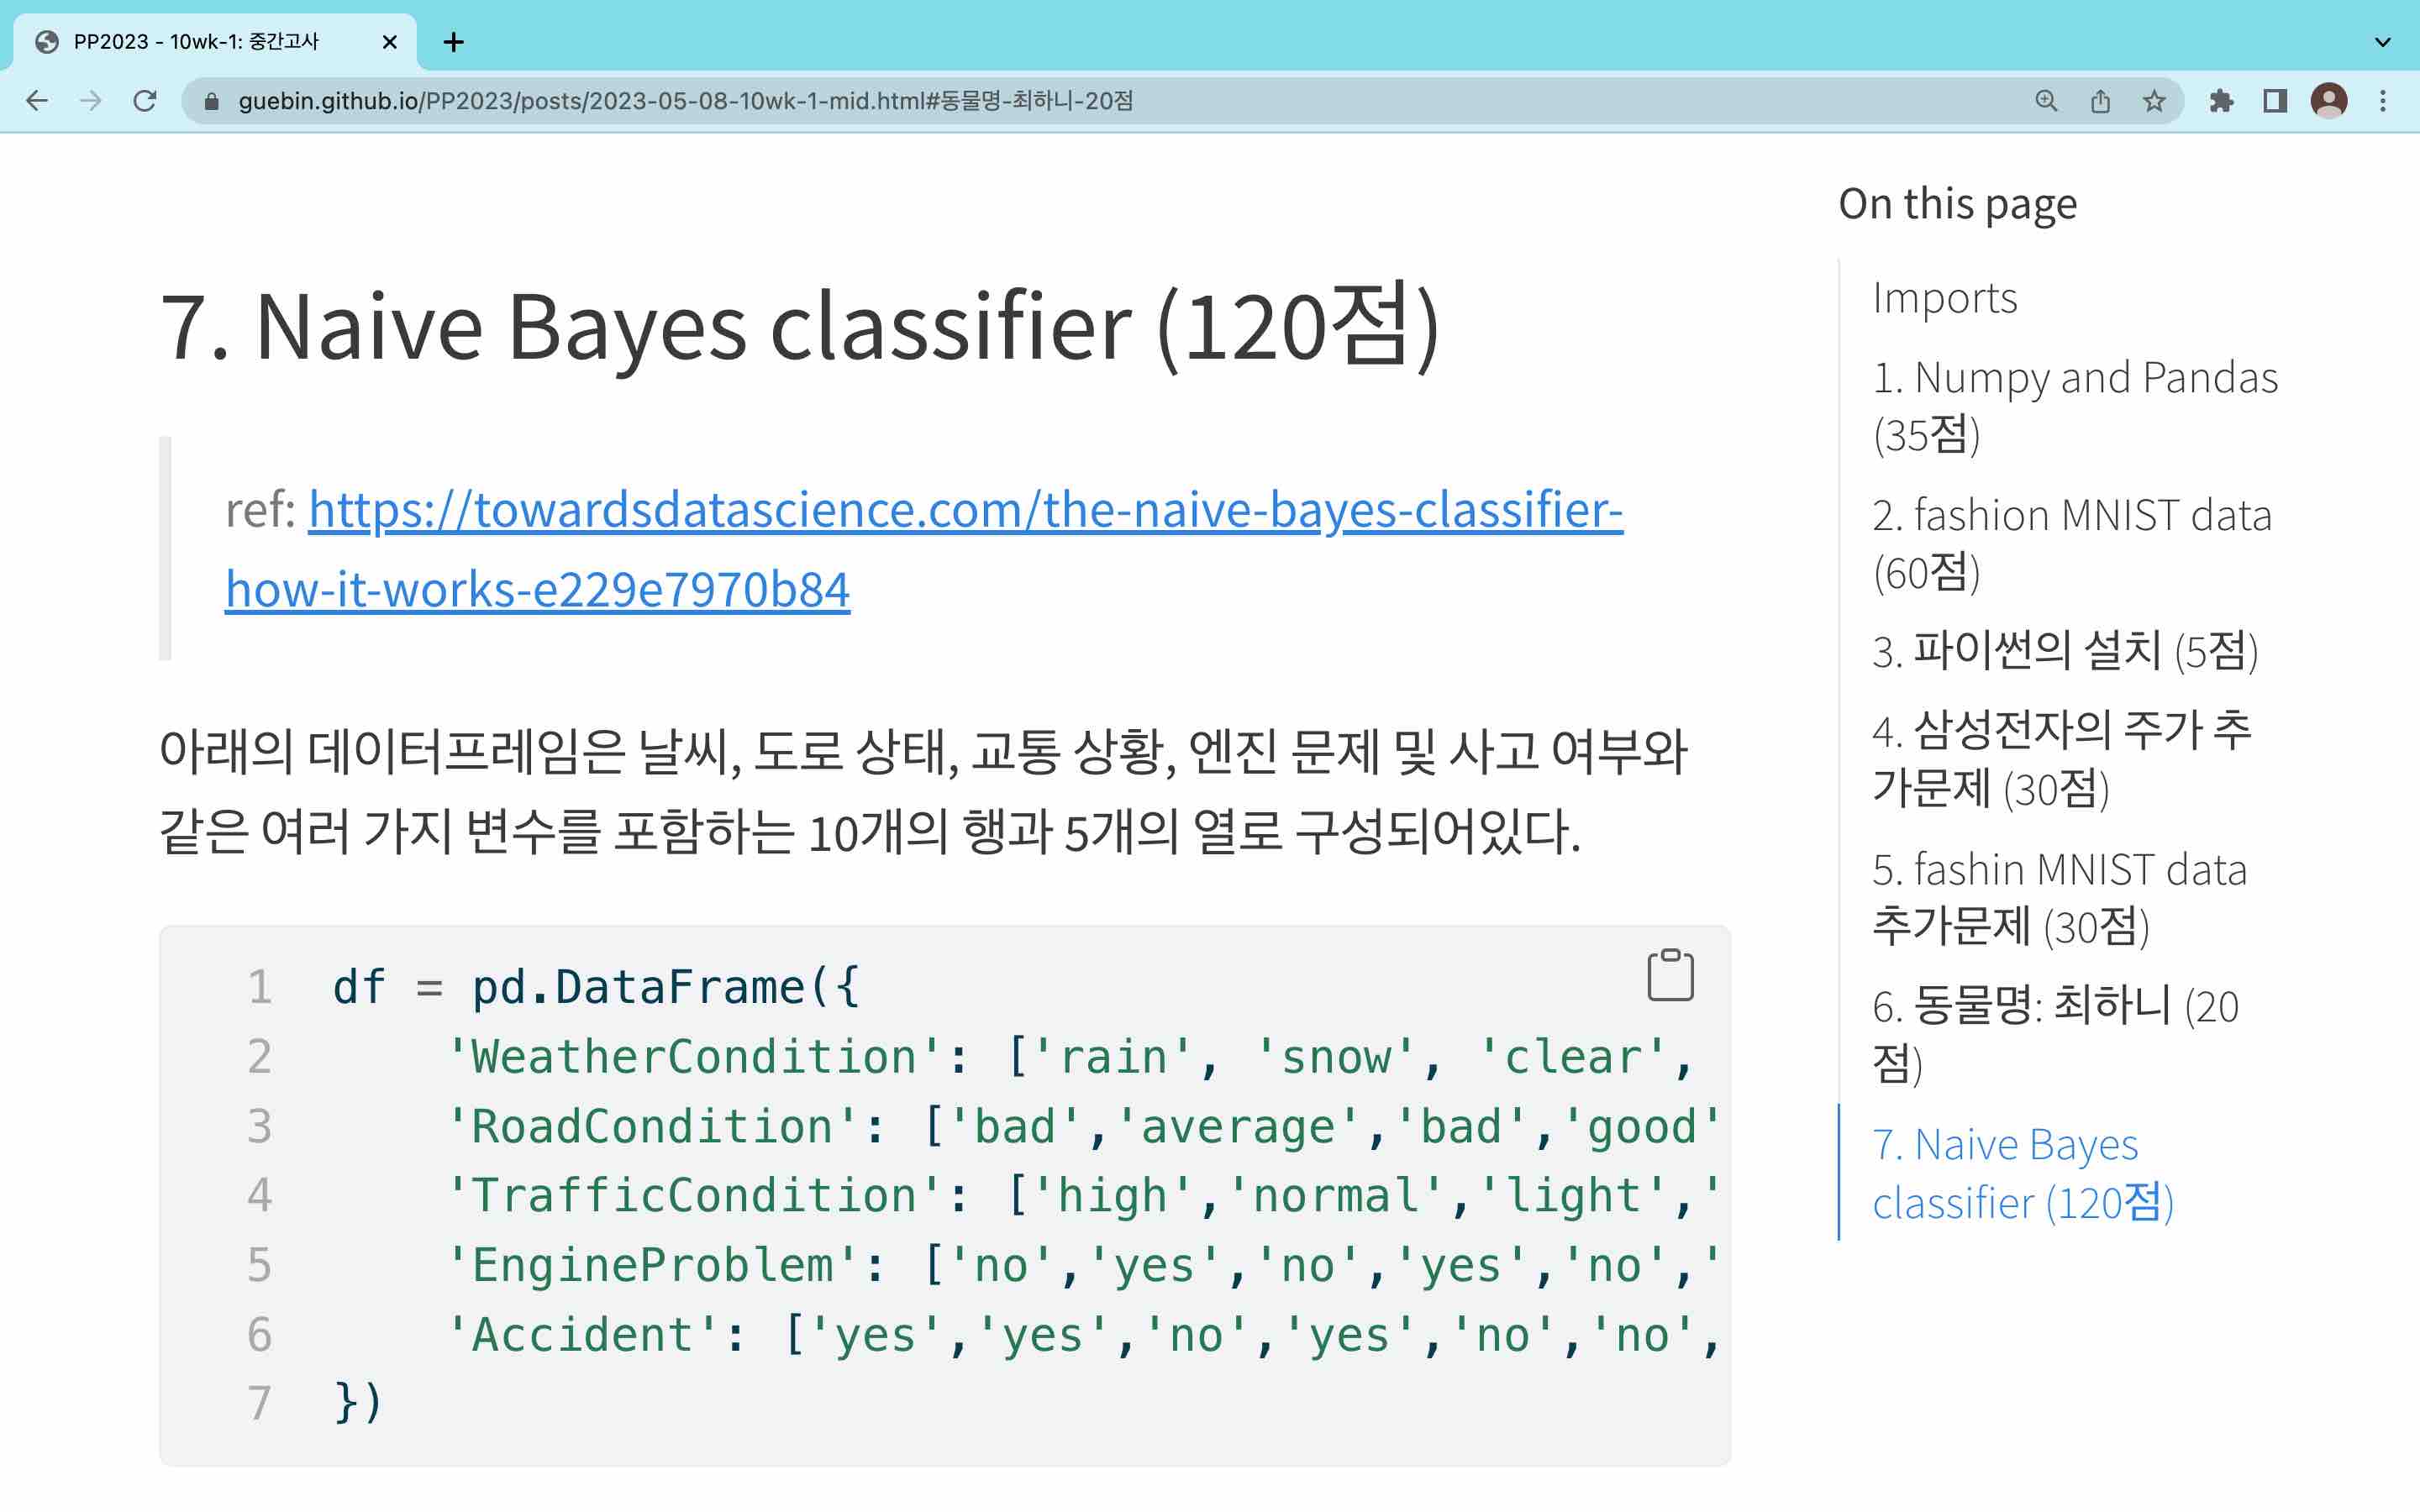 PP2023 - 10wk-1: 중간고사
guebin.github.io/PP2023/posts/2023-05-08-10wk-1-mid.html#동물명-최하니-20점
7. Naive Bayes classifier (120점)
ref: https://towardsdatascience.com/the-naive-bayes-classifier-
how-it-works-e229e7970b84
아래의 데이터프레임은 날씨, 도로 상태, 교통 상황, 엔진 문제 및 사고 여부와
같은 여러 가지 변수를 포함하는 10개의 행과 5개의 열로 구성되어있다.
1 df = pd.DataFrame({
2 'WeatherCondition': ['rain', 'snow', 'clear',
3 'RoadCondition': ['bad','average','bad','good'
4 'TrafficCondition': ['high','normal','light','
5 'EngineProblem': ['no','yes','no','yes','no','
6 'Accident': ['yes','yes','no','yes','no','no',
7 })
On this page
Imports
1. Numpy and Pandas
(35점)
2. fashion MNIST data
(60점)
3. 파이썬의 설치 (5점)
4. 삼성전자의 주가 추
가문제 (30점)
5. fashin MNIST data
추가문제 (30점)
6. 동물명: 최하니 (20
점)
7. Naive Bayes
classifier (120점)